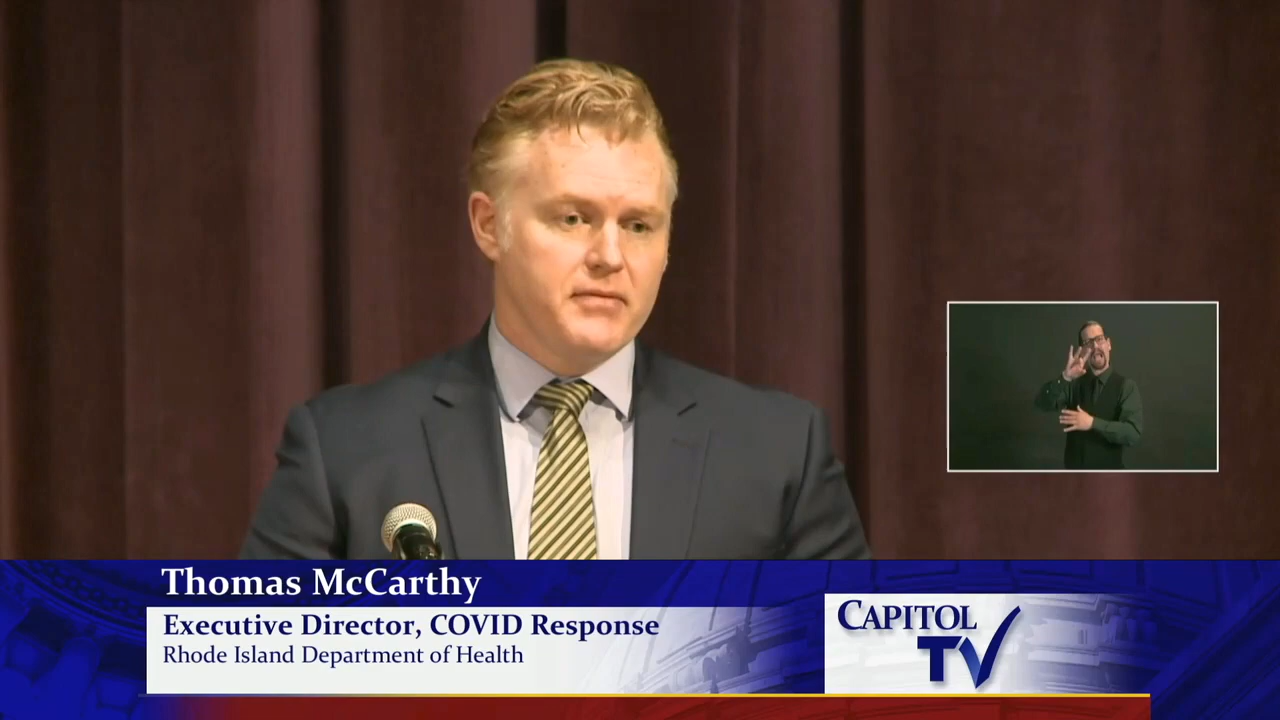 Thomas McCarthy
Executive Director, COVID Response
Rhode Island Department of Health
CAPITOL
TV